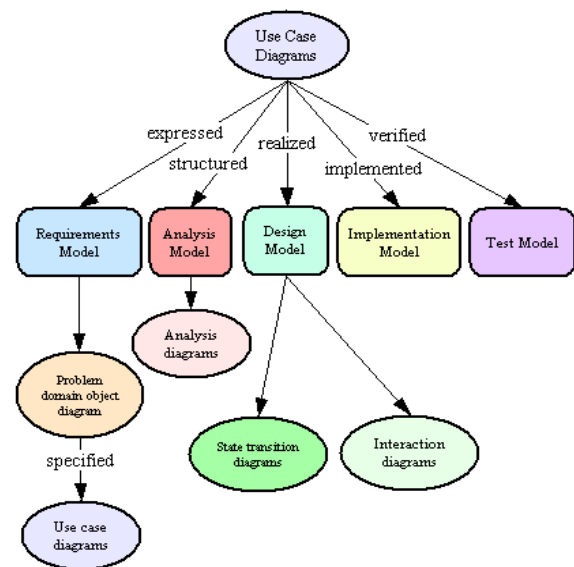 Use Case
Diagrams
expressed
structured
realized
implemented
verified
Requirements
Model
Analysis
Model
Design
Model
Implementation
Model
Test Model
Analysis
diagrams
Problem
domain object
diagram
State transition
diagrams
Interaction
diagrams
specified
Use case
diagrams